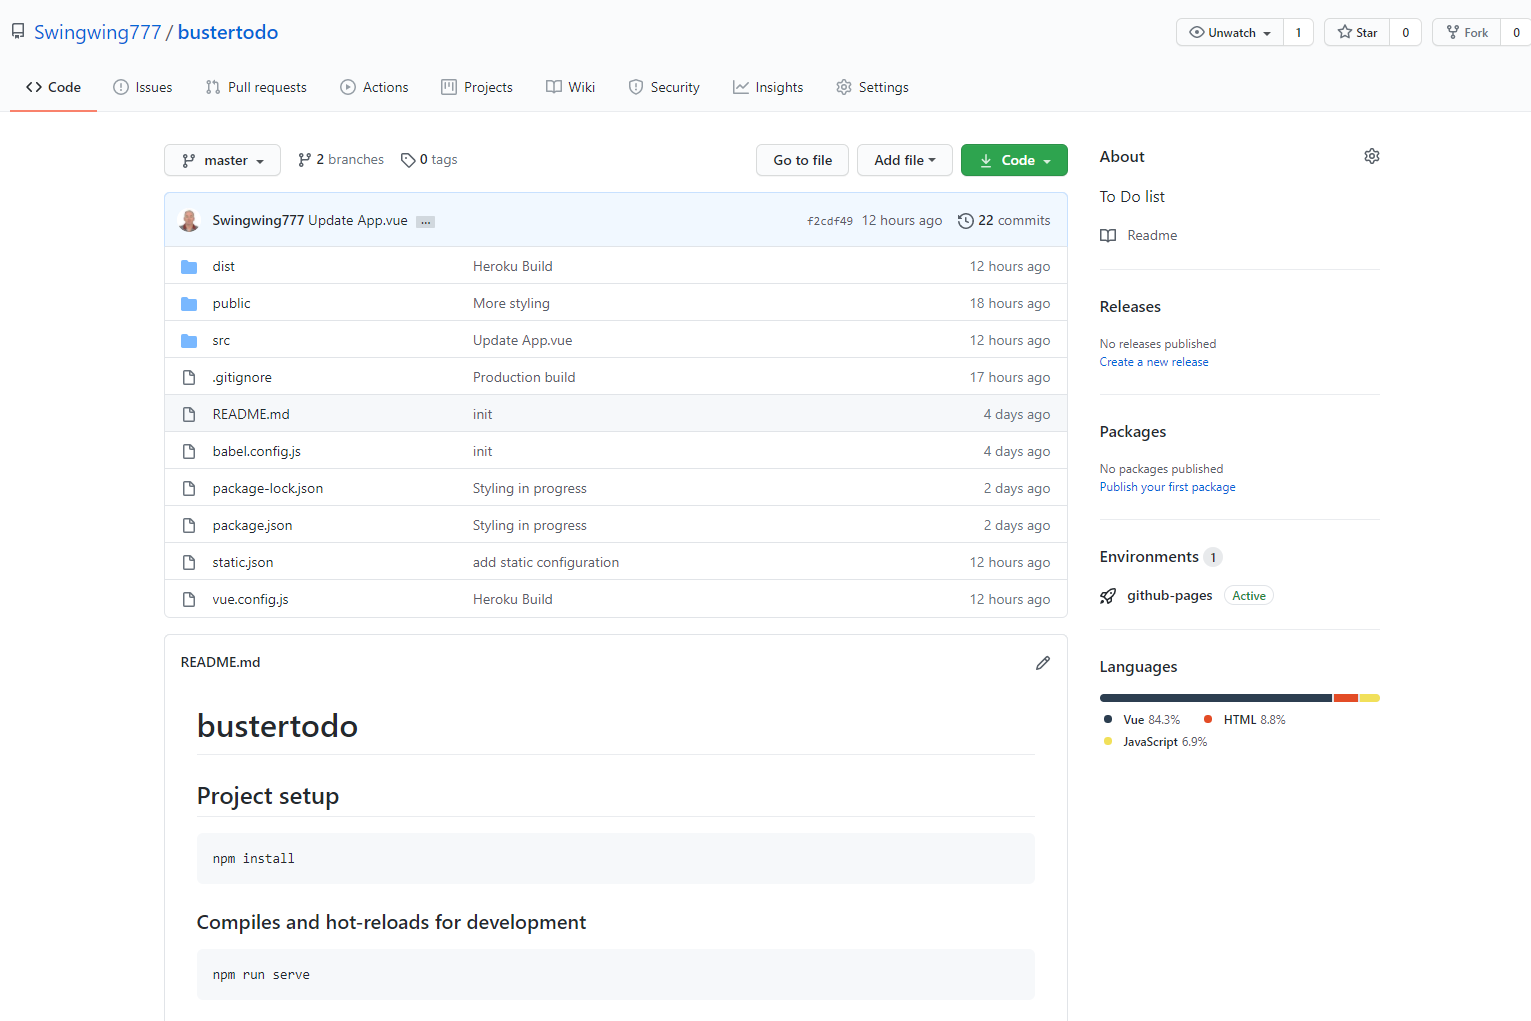 Swingwing777 / bustertodo
Unwatch 1 Star 0 Fork 0
Code Issues Pull requests Actions Projects Wiki Security Insights Settings
master 2 branches 0 tags Go to file Add file Code
Swingwing777 Update App.vue ... f2cdf49 12 hours ago 22 commits
dist Heroku Build 12 hours ago
public More styling 18 hours ago
src Update App.vue 12 hours ago
.gitignore Production build 17 hours ago
README.md init 4 days ago
babel.config.js init 4 days ago
package-lock.json Styling in progress 2 days ago
package.json Styling in progress 2 days ago
static.json add static configuration 12 hours ago
vue.config.js Heroku Build 12 hours ago
README.md
bustertodo
Project setup
npm install
Compiles and hot-reloads for development
npm run serve
About
To Do list
Readme
Releases
No releases published
Create a new release
Packages
No packages published
Publish your first package
Environments 1
github-pages Active
Languages
Vue 84.3% HTML 8.8%
JavaScript 6.9%